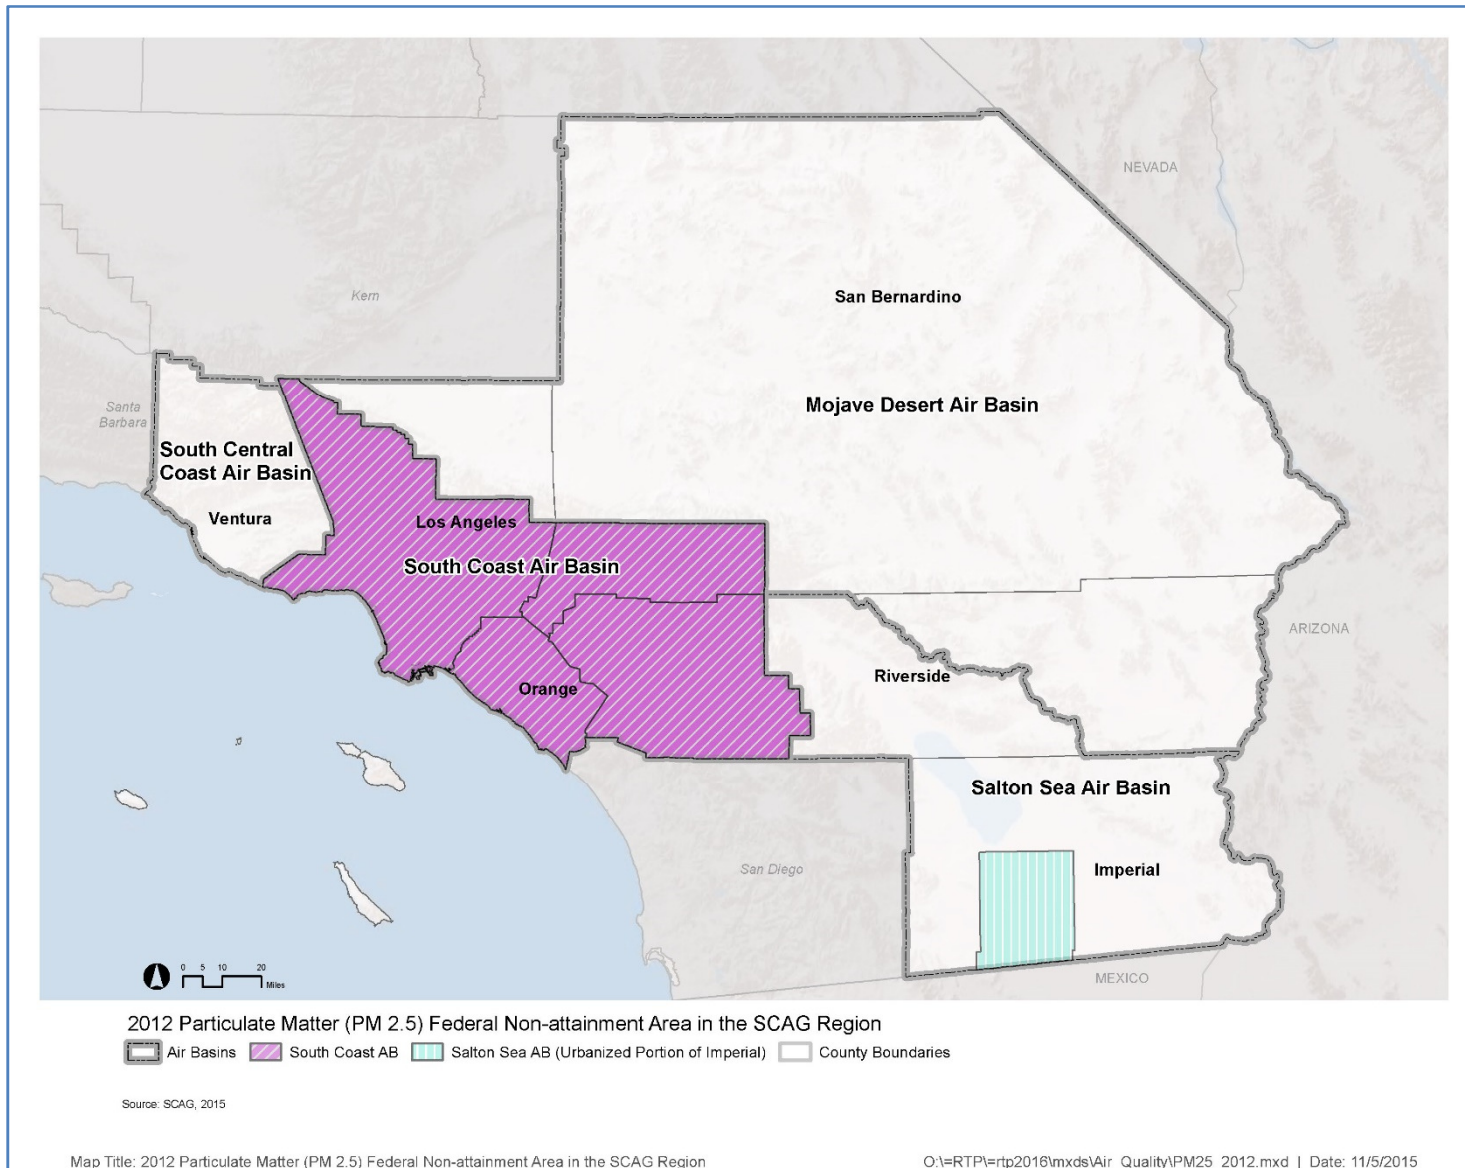 NEVADA
Kern
San Bernardino
Santa
Barbara
Mojave Desert Air Basin
South Central
Coast Air Basin
Ventura
Los Angeles
South Coast Air Basin
ARIZONA
Riverside
Orange
Salton Sea Air Basin
San Diego
Imperial
MEXICO
0 5 10 20
Miles
2012 Particulate Matter (PM 2.5) Federal Non-attainment Area in the SCAG Region
Air Basins South Coast AB Salton Sea AB (Urbanized Portion of Imperial) County Boundaries
Source: SCAG, 2015
Map Title: 2012 Particulate Matter (PM 2.5) Federal Non-attainment Area in the SCAG Region O:\=RTP\=rtp2016\mxds\Air_Quality\PM25_2012.mxd | Date: 11/5/2015